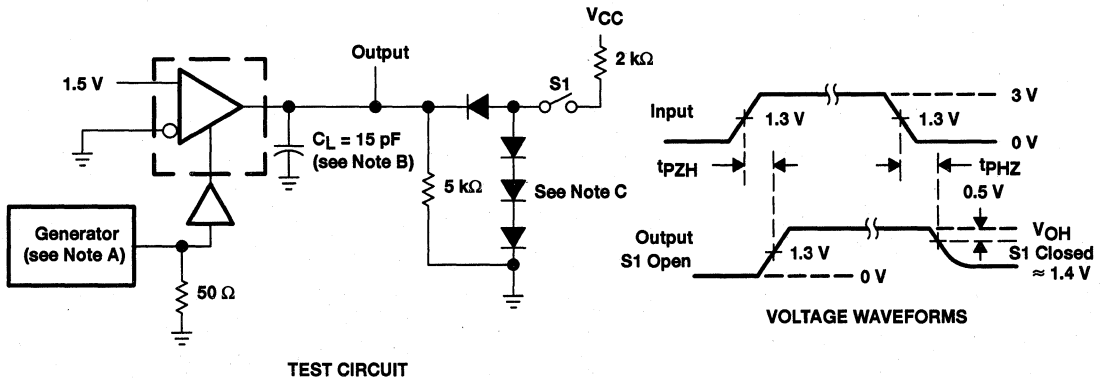 VCC
2 kΩ
S1
Output
1.5 V
CL = 15 pF
(see Note B)
5 kΩ
See Note C
Generator
(see Note A)
50 Ω
TEST CIRCUIT
Input
3 V
1.3 V
1.3 V
0 V
tPZH
tPHZ
0.5 V
Output
S1 Open
1.3 V
0 V
VOH
S1 Closed
≈ 1.4 V
VOLTAGE WAVEFORMS